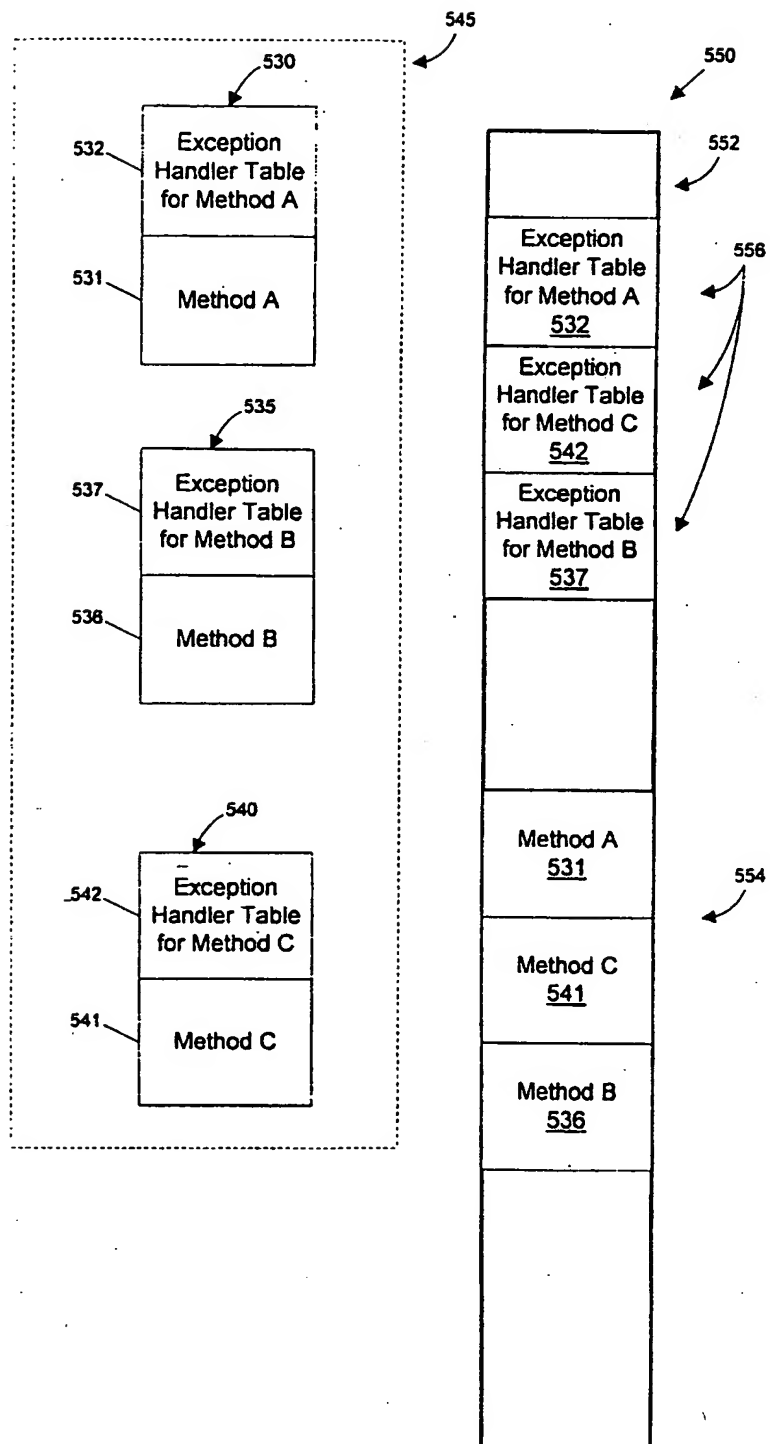 545
530
532
Exception
Handler Table
for Method A
531
Method A
535
537
Exception
Handler Table
for Method B
536
Method B
540
542
Exception
Handler Table
for Method C
541
Method C
550
552
Exception
Handler Table
for Method A
532
556
Exception
Handler Table
for Method C
542
Exception
Handler Table
for Method B
537
Method A
531
554
Method C
541
Method B
536